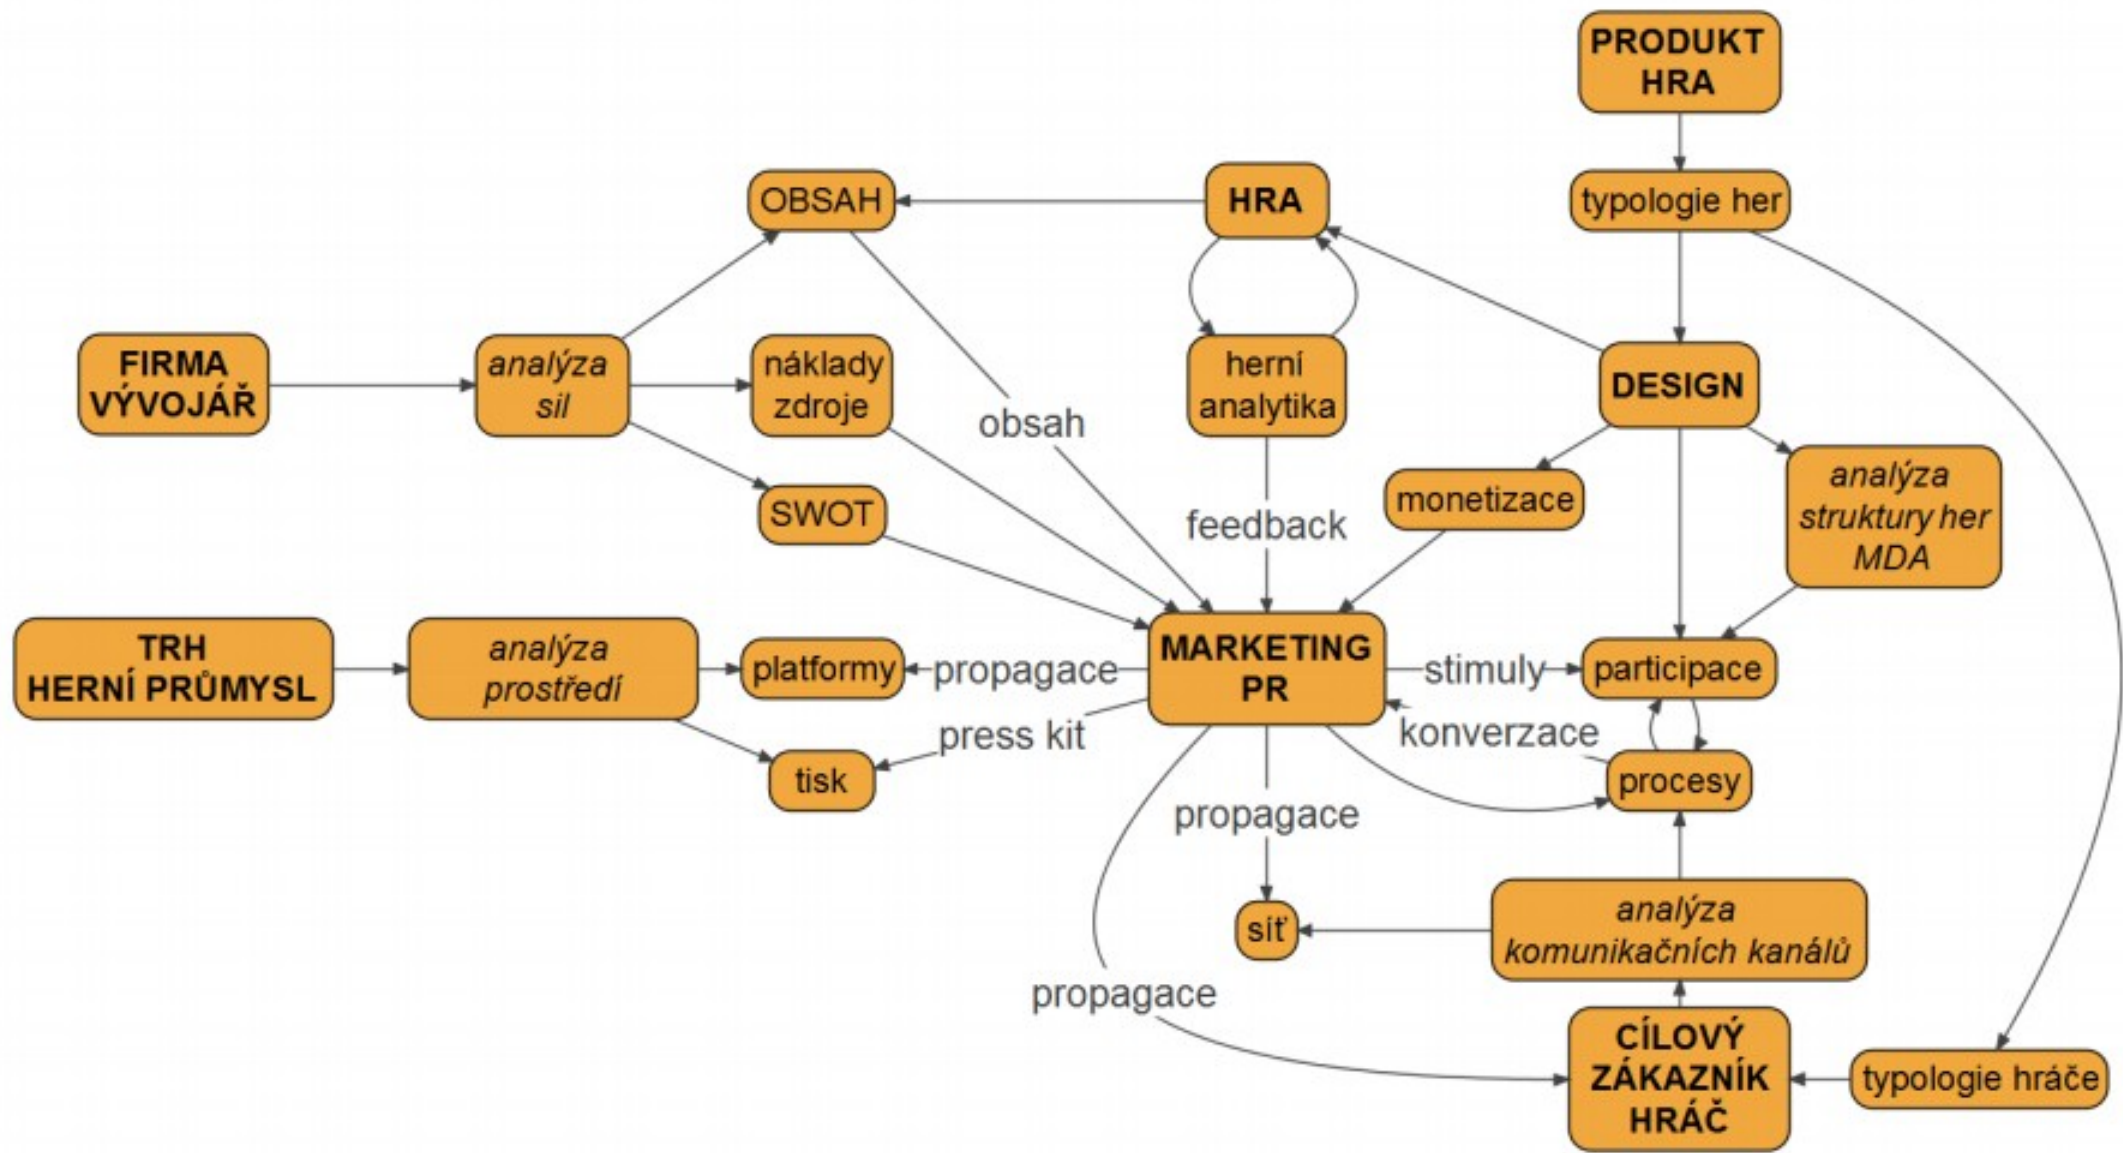 PRODUKT
HRA
OBSAH
HRA
typologie her
FIRMA
VÝVOJÁŘ
analýza
sil
náklady
zdroje
obsah
herní
analytika
DESIGN
SWOT
feedback
monetizace
analýza
struktury her
MDA
TRH
HERNÍ PRŮMYSL
analýza
prostředí
platformy
propagace
MARKETING
PR
stimuly
participace
press kit
konverzace
tisk
propagace
procesy
síť
analýza
komunikačních kanálů
propagace
CÍLOVÝ
ZÁKAZNÍK
HRÁČ
typologie hráče